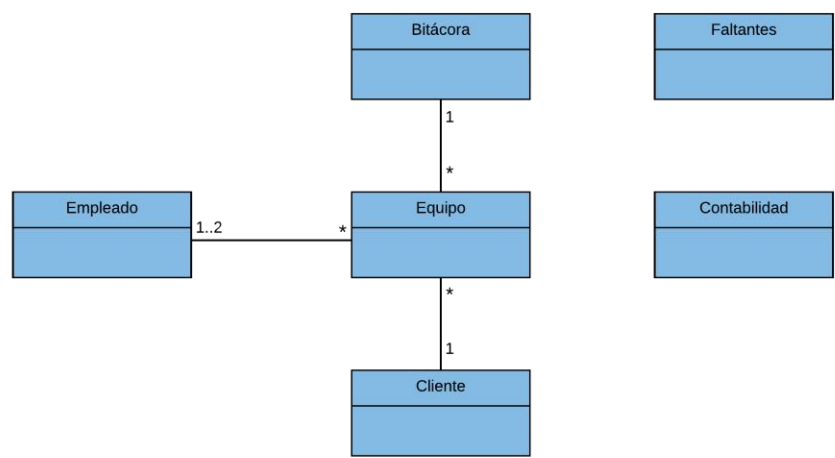 Bitácora
Faltantes
1
*
Empleado
Equipo
Contabilidad
1..2
*
*
1
Cliente